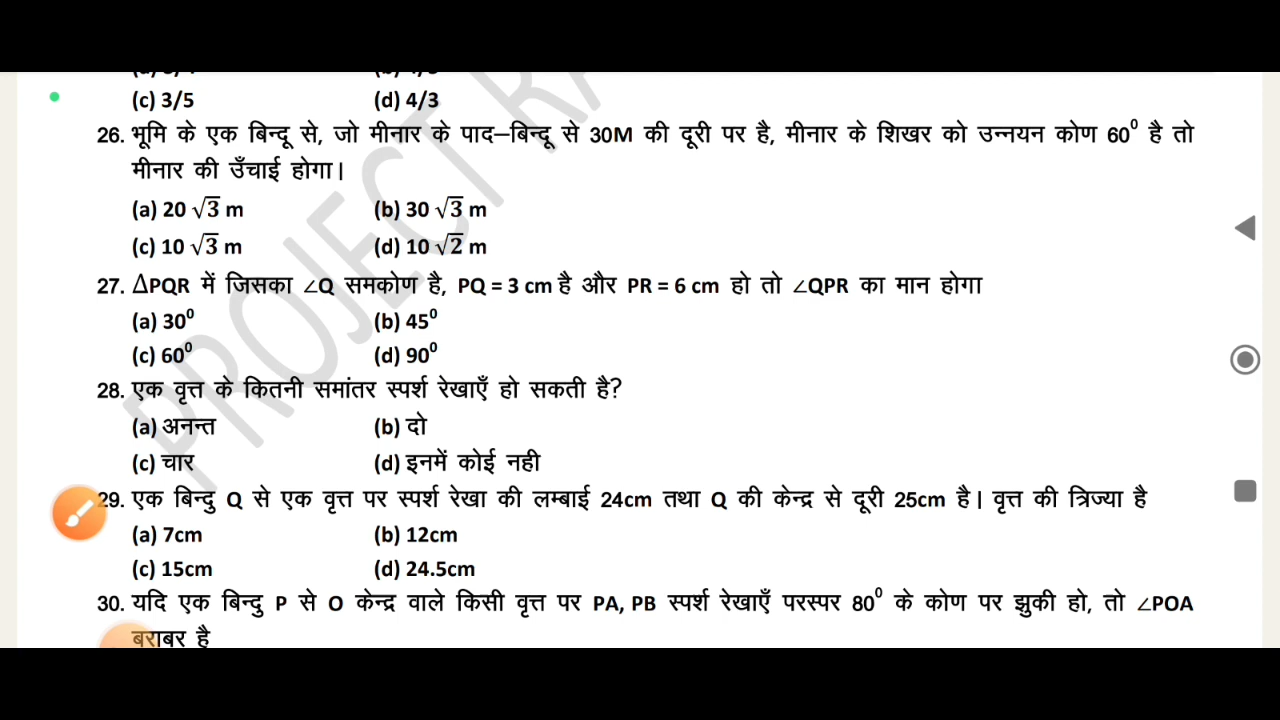 (c) 3/5 (d) 4/3
26. भूमि के एक बिन्दू से, जो मीनार के पाद–बिन्दू से 30M की दूरी पर है, मीनार के शिखर को उन्नयन कोण 60⁰ है तो
मीनार की उँचाई होगा।
(a) 20 √3 m (b) 30 √3 m
(c) 10 √3 m (d) 10 √2 m
27. ΔPQR में जिसका ∠Q समकोण है, PQ = 3 cm है और PR = 6 cm हो तो ∠QPR का मान होगा
(a) 30⁰ (b) 45⁰
(c) 60⁰ (d) 90⁰
28. एक वृत्त के कितनी समांतर स्पर्श रेखाएँ हो सकती है?
(a) अनन्त (b) दो
(c) चार (d) इनमें कोई नही
29. एक बिन्दु Q से एक वृत्त पर स्पर्श रेखा की लम्बाई 24cm तथा Q की केन्द्र से दूरी 25cm है। वृत्त की त्रिज्या है
(a) 7cm (b) 12cm
(c) 15cm (d) 24.5cm
30. यदि एक बिन्दु P से O केन्द्र वाले किसी वृत्त पर PA, PB स्पर्श रेखाएँ परस्पर 80⁰ के कोण पर झुकी हो, तो ∠POA
बराबर है
PROJECT